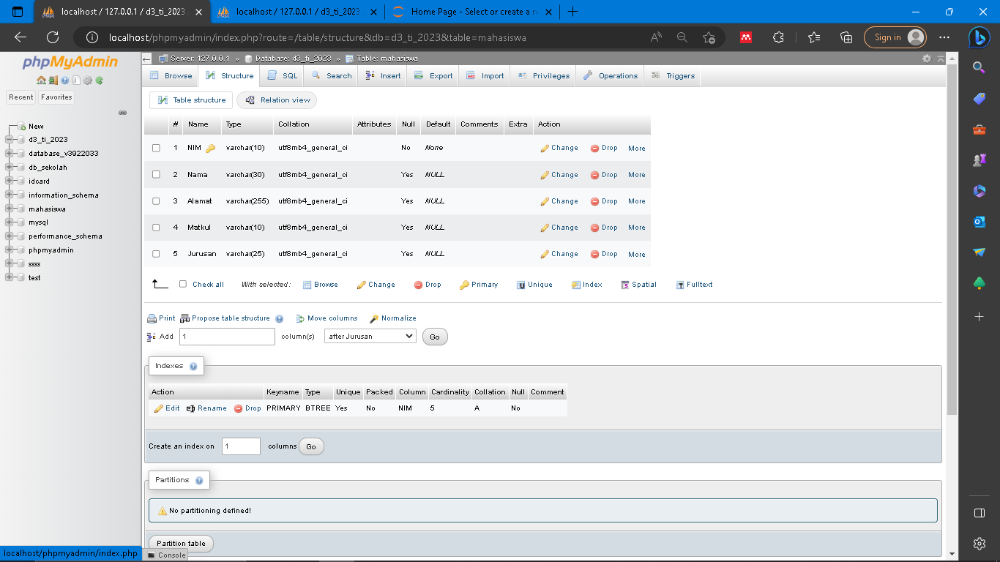 localhost / 127.0.0.1 / d3_ti_2023
localhost / 127.0.0.1 / d3_ti_2023
Home Page - Select or create a n
localhost/phpmyadmin/index.php?route=/table/structure&db=d3_ti_2023&table=mahasiswa
Sign in
phpMyAdmin
Recent Favorites
New
d3_ti_2023
database_v3922033
db_sekolah
idcard
information_schema
mahasiswa
mysql
performance_schema
phpmyadmin
ssss
test
Server: 127.0.0.1 » Database: d3_ti_2023 » Table: mahasiswa
Browse Structure SQL Search Insert Export Import Privileges Operations Triggers
Table structure Relation view
# Name Type Collation Attributes Null Default Comments Extra Action
1 NIM varchar(10) utf8mb4_general_ci No None Change Drop More
2 Nama varchar(30) utf8mb4_general_ci Yes NULL Change Drop More
3 Alamat varchar(255) utf8mb4_general_ci Yes NULL Change Drop More
4 Matkul varchar(10) utf8mb4_general_ci Yes NULL Change Drop More
5 Jurusan varchar(25) utf8mb4_general_ci Yes NULL Change Drop More
Check all With selected: Browse Change Drop Primary Unique Index Spatial Fulltext
Print Propose table structure Move columns Normalize
Add 1 column(s) after Jurusan Go
Indexes
Action Keyname Type Unique Packed Column Cardinality Collation Null Comment
Edit Rename Drop PRIMARY BTREE Yes No NIM 5 A No
Create an index on 1 columns Go
Partitions
No partitioning defined!
Partition table
localhost/phpmyadmin/index.php
Console